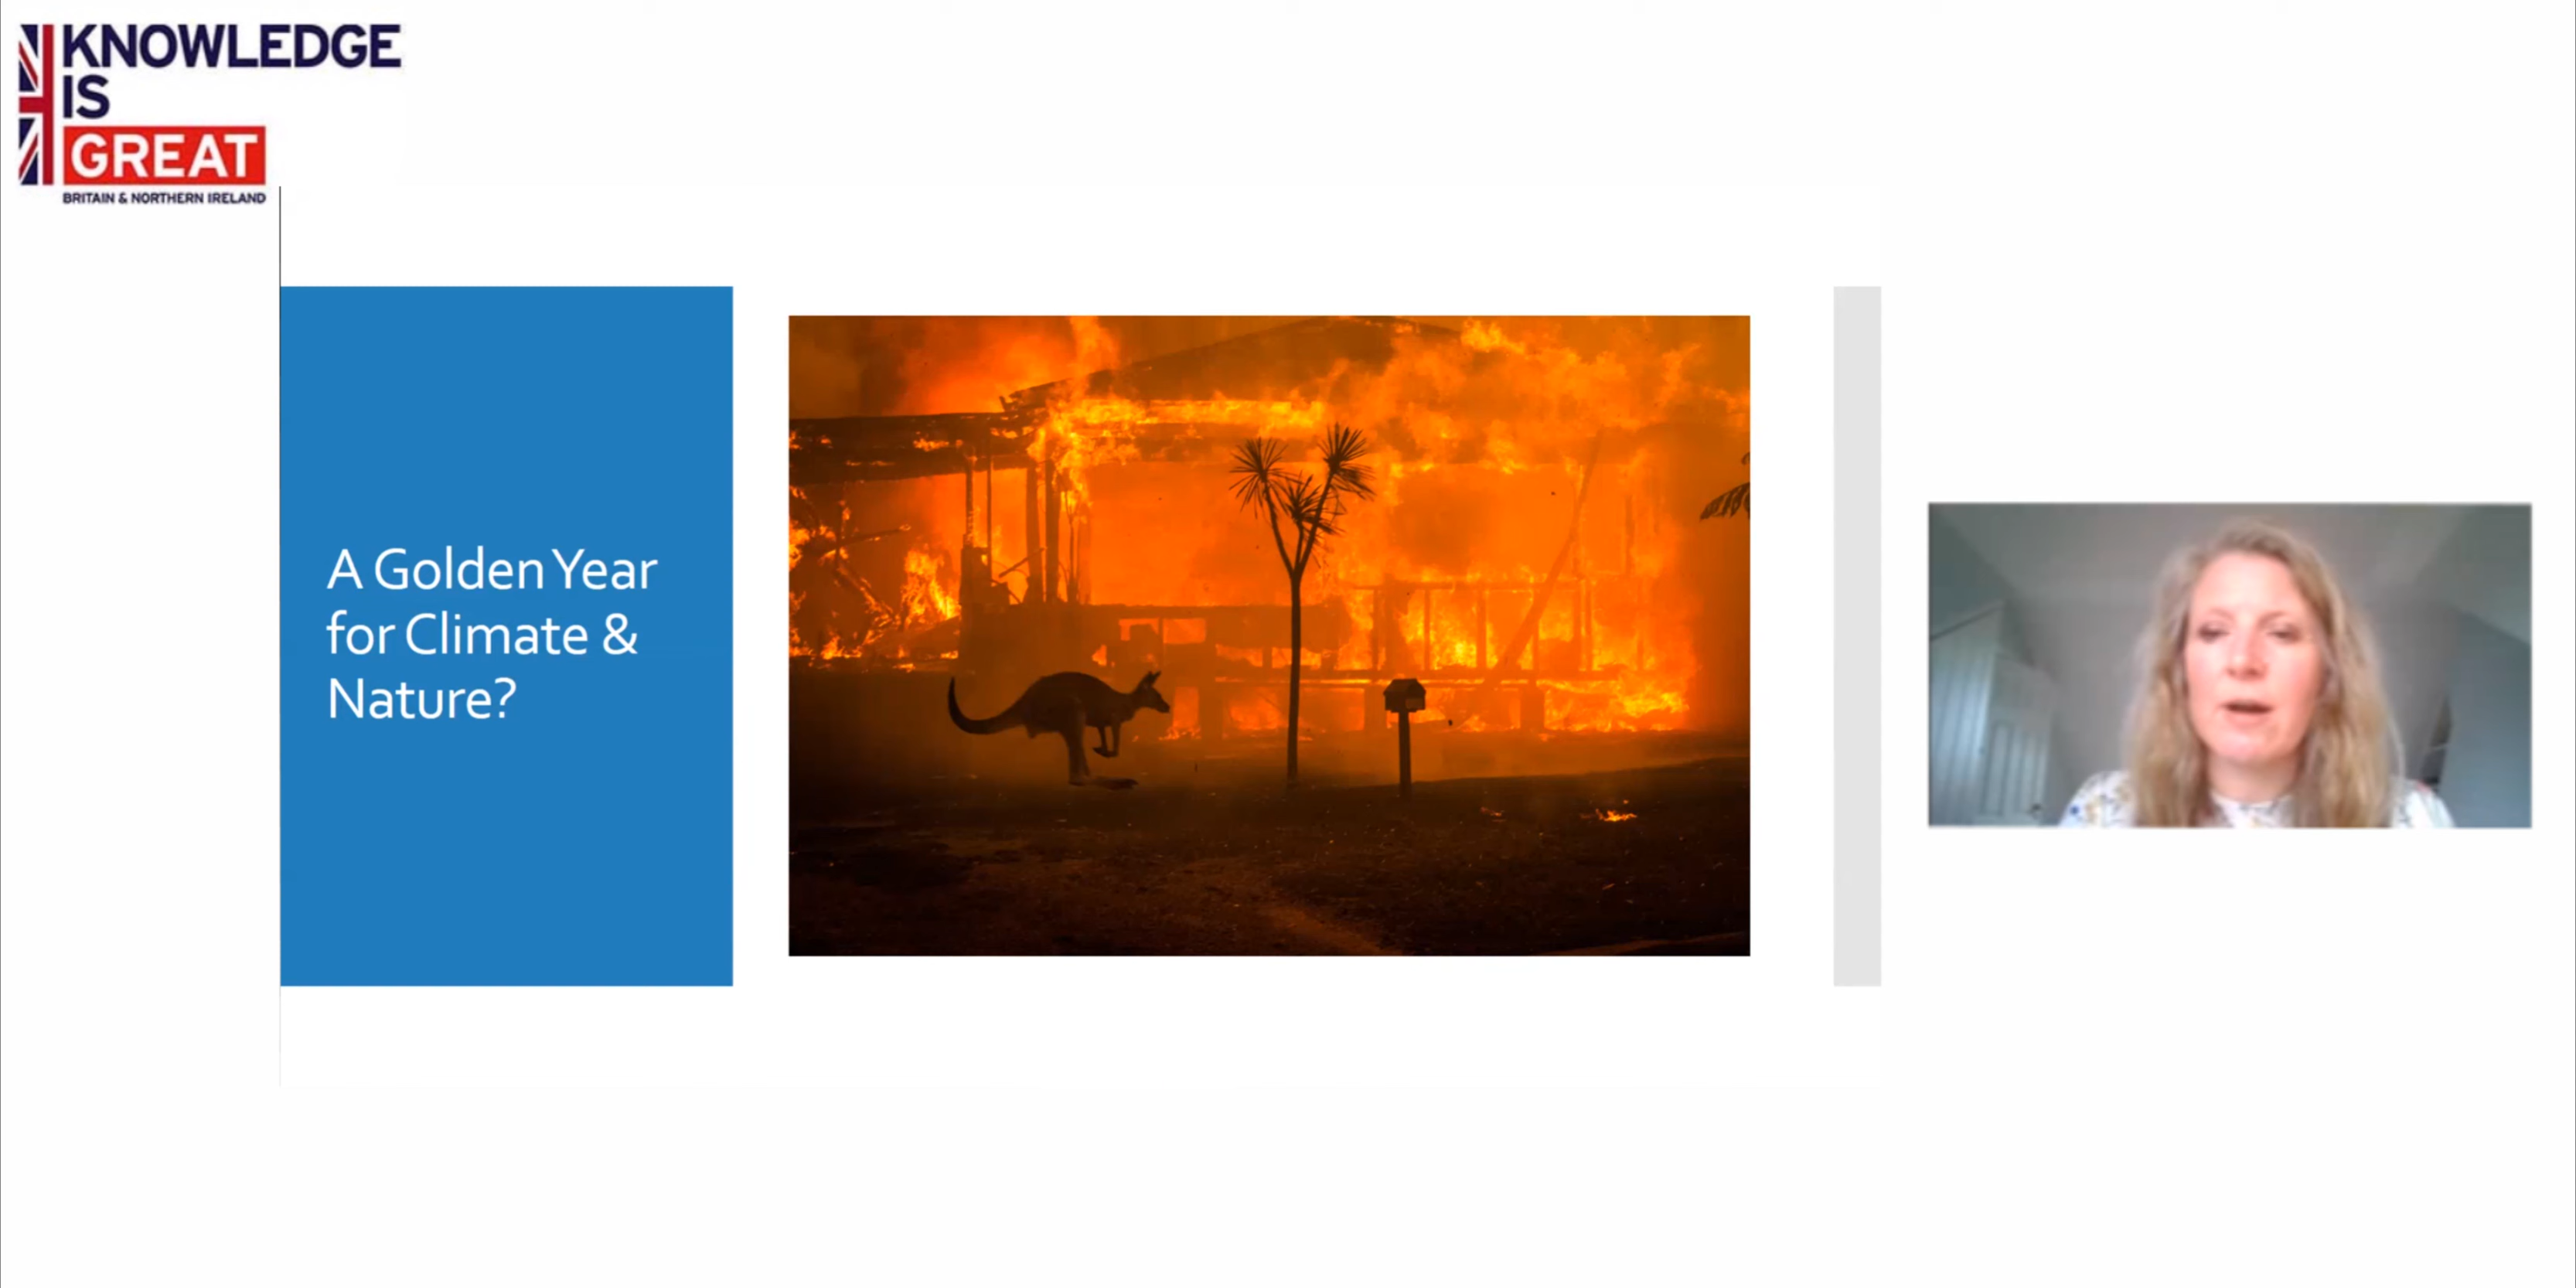 KNOWLEDGE
IS
GREAT
BRITAIN & NORTHERN IRELAND
A Golden Year
for Climate &
Nature?